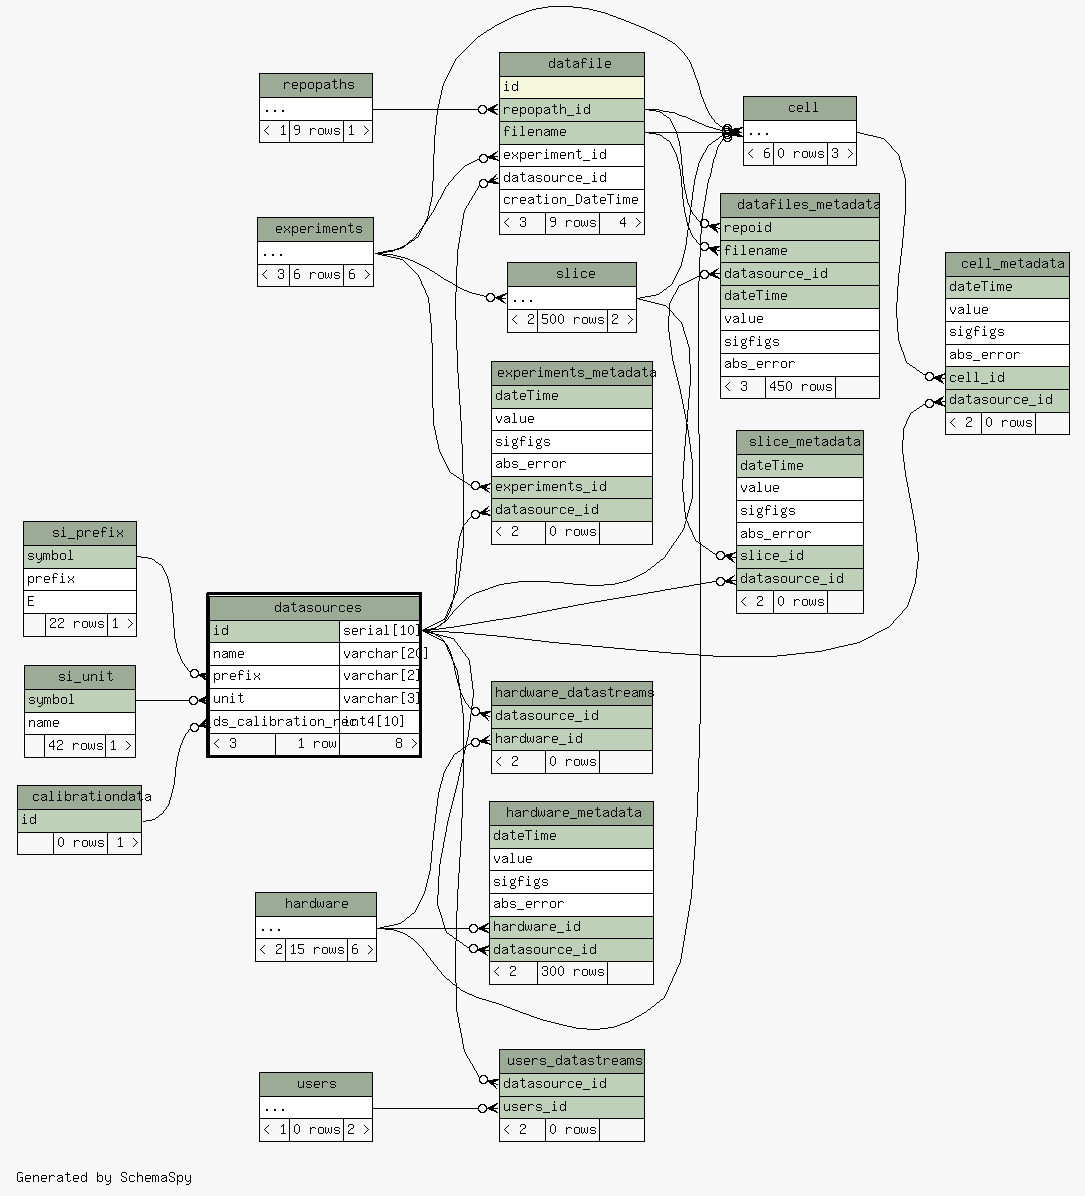 repopaths
...
< 1 9 rows 1 >
experiments
...
< 3 6 rows 6 >
datafile
id
repopath_id
filename
experiment_id
datasource_id
creation_DateTime
< 3 9 rows 4 >
cell
...
< 6 0 rows 3 >
slice
...
< 2 500 rows 2 >
datafiles_metadata
repoid
filename
datasource_id
dateTime
value
sigfigs
abs_error
< 3 450 rows
cell_metadata
dateTime
value
sigfigs
abs_error
cell_id
datasource_id
< 2 0 rows
experiments_metadata
dateTime
value
sigfigs
abs_error
experiments_id
datasource_id
< 2 0 rows
slice_metadata
dateTime
value
sigfigs
abs_error
slice_id
datasource_id
< 2 0 rows
si_prefix
symbol
prefix
E
22 rows 1 >
si_unit
symbol
name
42 rows 1 >
calibrationdata
id
0 rows 1 >
datasources
id serial[10]
name varchar[20]
prefix varchar[2]
unit varchar[3]
ds_calibration_rec int4[10]
< 3 1 row 8 >
hardware_datastreams
datasource_id
hardware_id
< 2 0 rows
hardware_metadata
dateTime
value
sigfigs
abs_error
hardware_id
datasource_id
< 2 300 rows
hardware
...
< 2 15 rows 6 >
users
...
< 1 0 rows 2 >
users_datastreams
datasource_id
users_id
< 2 0 rows
Generated by SchemaSpy